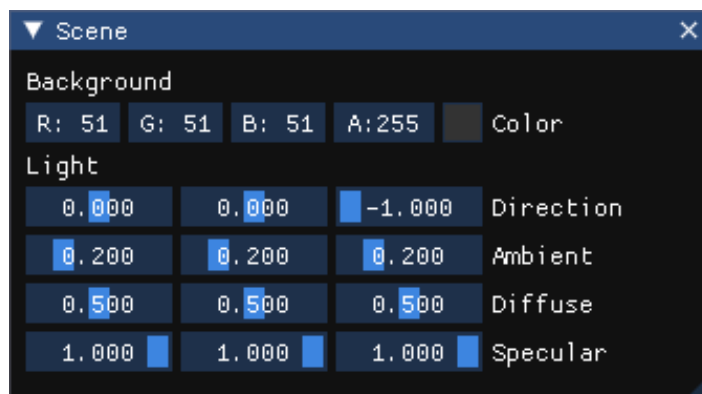 Scene
Background
R: 51 G: 51 B: 51 A:255 Color
Light
0.000 0.000 -1.000 Direction
0.200 0.200 0.200 Ambient
0.500 0.500 0.500 Diffuse
1.000 1.000 1.000 Specular